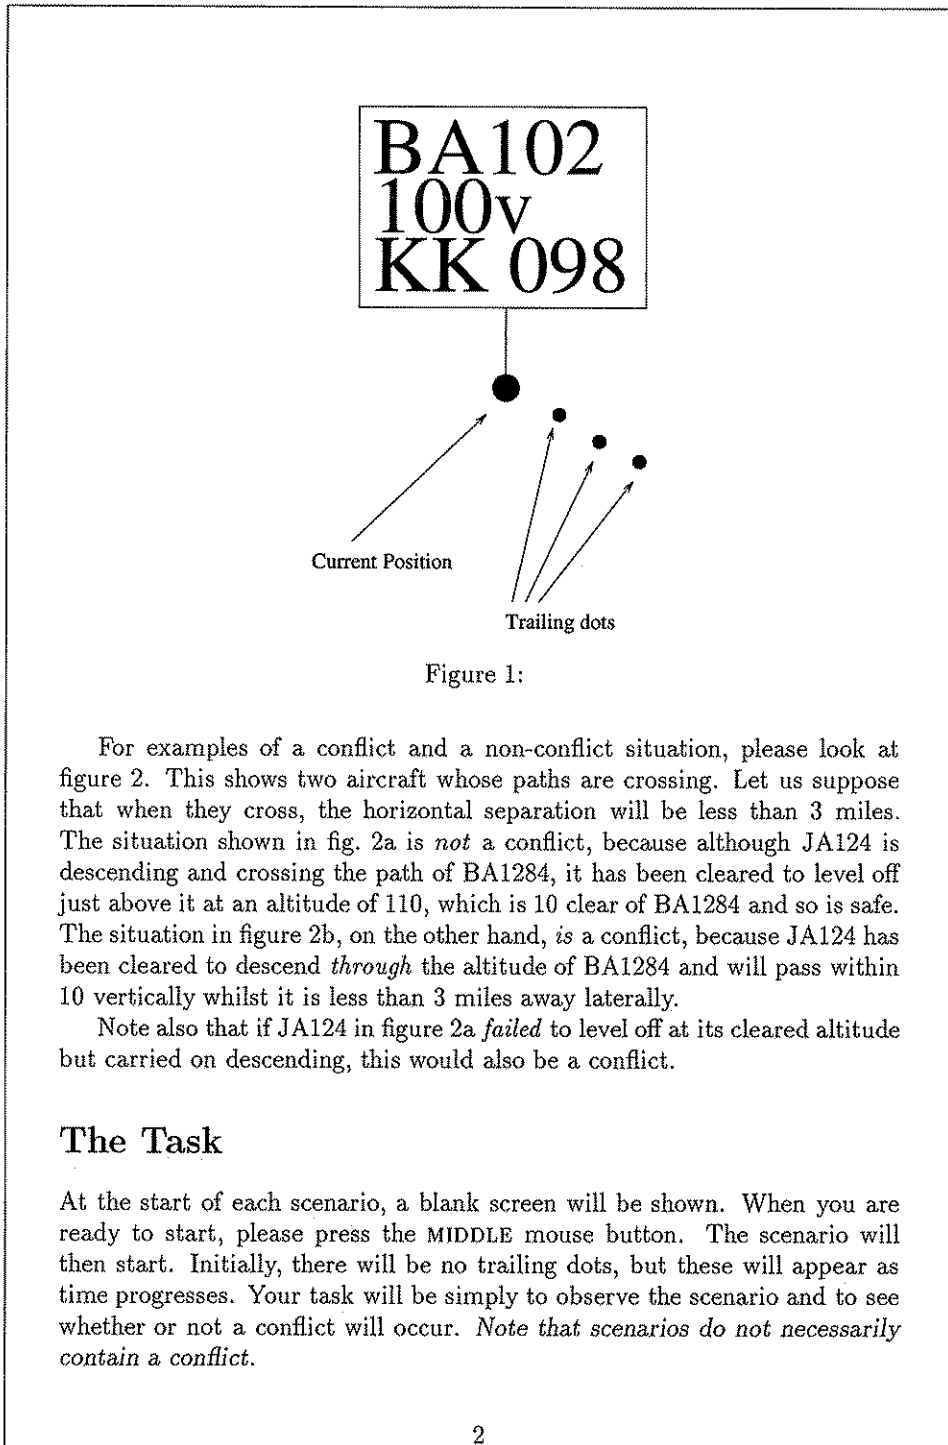 BA102
100v
KK 098
Current Position
Trailing dots
Figure 1:
For examples of a conflict and a non-conflict situation, please look at
figure 2. This shows two aircraft whose paths are crossing. Let us suppose
that when they cross, the horizontal separation will be less than 3 miles.
The situation shown in fig. 2a is not a conflict, because although JA124 is
descending and crossing the path of BA1284, it has been cleared to level off
just above it at an altitude of 110, which is 10 clear of BA1284 and so is safe.
The situation in figure 2b, on the other hand, is a conflict, because JA124 has
been cleared to descend through the altitude of BA1284 and will pass within
10 vertically whilst it is less than 3 miles away laterally.
Note also that if JA124 in figure 2a failed to level off at its cleared altitude
but carried on descending, this would also be a conflict.
The Task
At the start of each scenario, a blank screen will be shown. When you are
ready to start, please press the MIDDLE mouse button. The scenario will
then start. Initially, there will be no trailing dots, but these will appear as
time progresses. Your task will be simply to observe the scenario and to see
whether or not a conflict will occur. Note that scenarios do not necessarily
contain a conflict.
2